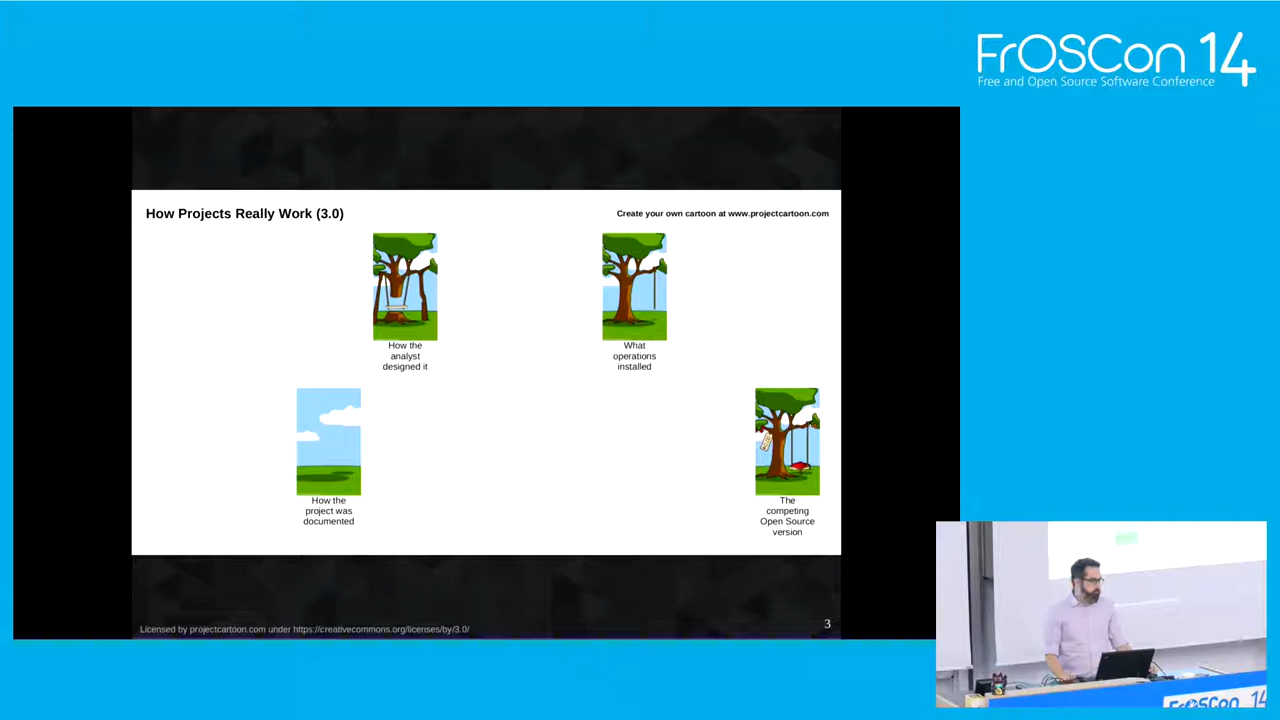 FrOSCon 14
Free and Open Source Software Conference
How Projects Really Work (3.0)
Create your own cartoon at www.projectcartoon.com
How the
analyst
designed it
What
operations
installed
How the
project was
documented
The
competing
Open Source
version
Licensed by projectcartoon.com under https://creativecommons.org/licenses/by/3.0/
3
FrOSCon 14